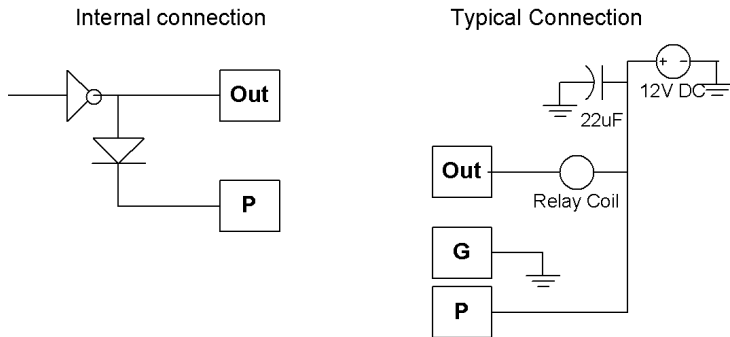 Internal connection
Typical Connection
Out
P
+ -
12V DC
22uF
Out
Relay Coil
G
P